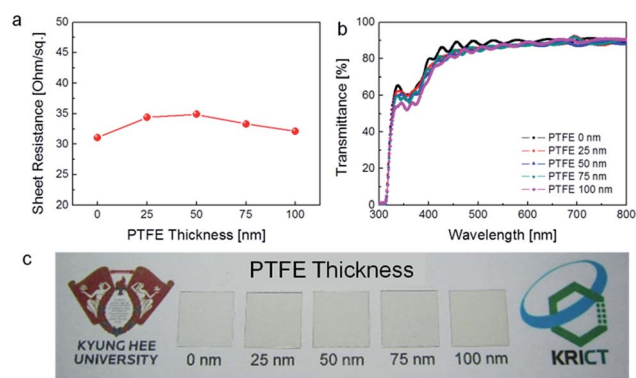 a
Sheet Resistance [Ohm/sq.]
50
45
40
35
30
25
20
0 25 50 75 100
PTFE Thickness [nm]
b
Transmittance [%]
100
80
60
40
20
0
PTFE 0 nm
PTFE 25 nm
PTFE 50 nm
PTFE 75 nm
PTFE 100 nm
300 400 500 600 700 800
Wavelength [nm]
c
PTFE Thickness
KYUNG HEE
UNIVERSITY
0 nm 25 nm 50 nm 75 nm 100 nm
KRICT